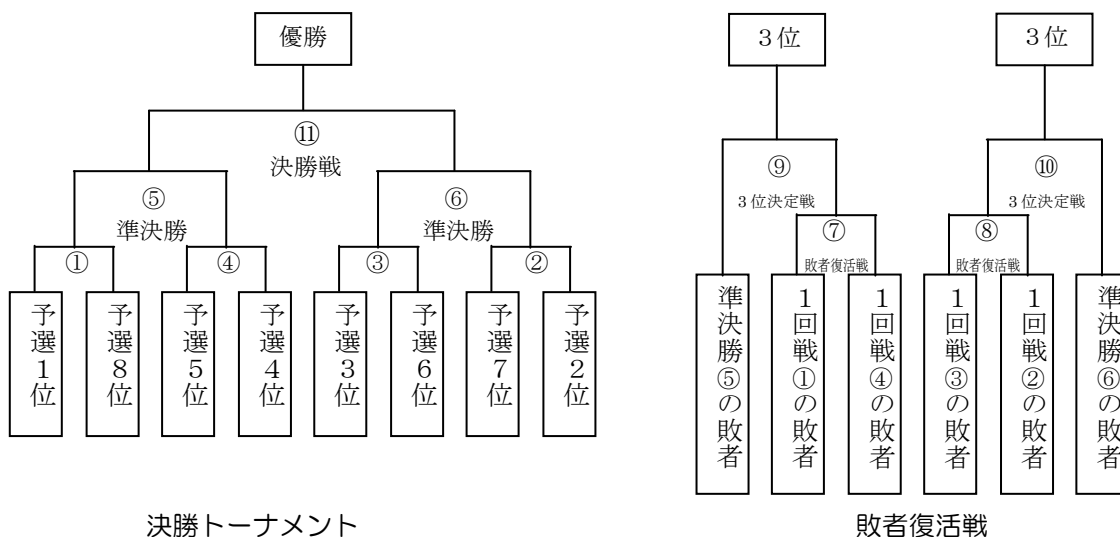 優勝
⑪
決勝戦
⑤
準決勝
⑥
準決勝
①
④
③
②
予選1位
予選8位
予選5位
予選4位
予選3位
予選6位
予選7位
予選2位
決勝トーナメント
3位
3位
⑨
3位決定戦
⑩
3位決定戦
⑦
敗者復活戦
⑧
敗者復活戦
準決勝⑤の敗者
1回戦①の敗者
1回戦④の敗者
1回戦③の敗者
1回戦②の敗者
準決勝⑥の敗者
敗者復活戦